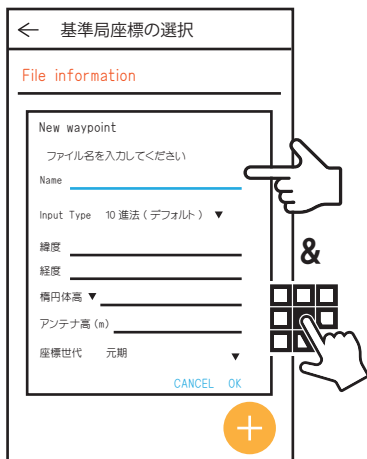 ← 基準局座標の選択
File information
New waypoint
ファイル名を入力してください
Name
Input Type 10 進法 ( デフォルト ) ▼
緯度
経度
楕円体高 ▼
アンテナ高 (m)
座標世代 元期 ▼
CANCEL OK
&
+